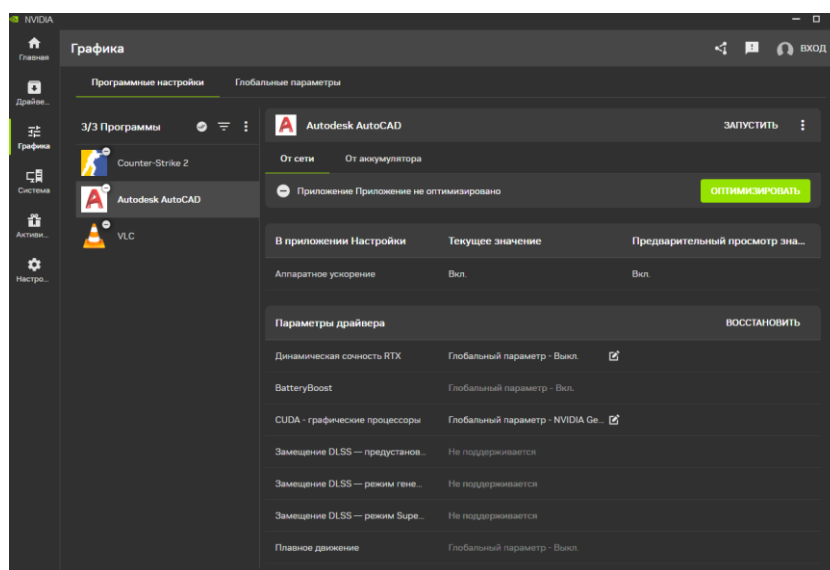 NVIDIA
Главная
Драйве...
Графика
Система
Активи...
Настро...
Графика
ВХОД
Программные настройки
Глобальные параметры
3/3 Программы
Counter-Strike 2
Autodesk AutoCAD
VLC
Autodesk AutoCAD
ЗАПУСТИТЬ
От сети
От аккумулятора
Приложение Приложение не оптимизировано
ОПТИМИЗИРОВАТЬ
В приложении Настройки Текущее значение Предварительный просмотр зна...
Аппаратное ускорение Вкл. Вкл.
Параметры драйвера ВОССТАНОВИТЬ
Динамическая сочность RTX Глобальный параметр - Выкл.
BatteryBoost Глобальный параметр - Вкл.
CUDA - графические процессоры Глобальный параметр - NVIDIA Ge...
Замещение DLSS — предустанов... Не поддерживается
Замещение DLSS — режим гене... Не поддерживается
Замещение DLSS — режим Supe... Не поддерживается
Плавное движение Глобальный параметр - Выкл.